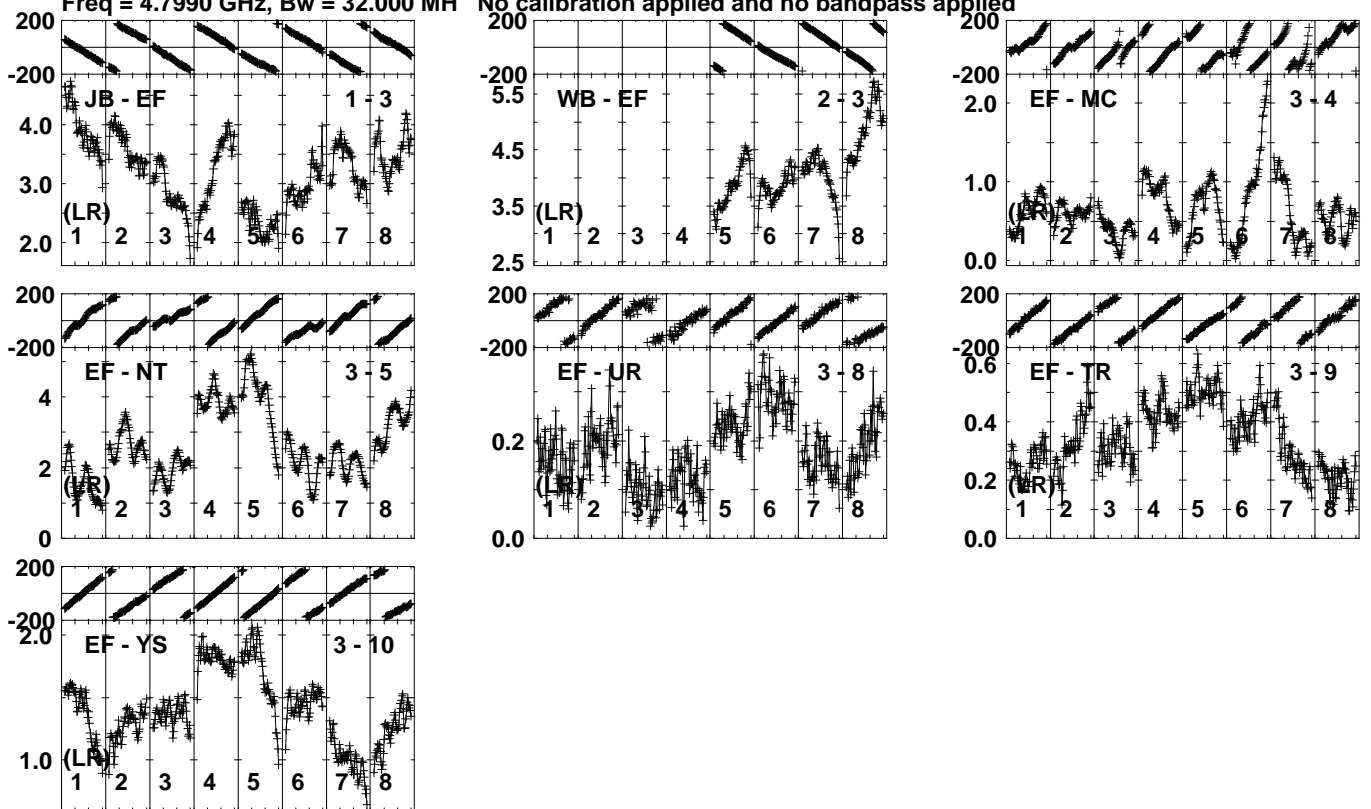 Freq = 4.7990 GHz, Bw = 32.000 MH No calibration applied and no bandpass applied
200
-200
JB - EF 1 - 3
4.0
3.0
2.0
(LR)
1 2 3 4 5 6 7 8
200
-200
WB - EF 2 - 3
5.5
4.5
3.5
2.5
(LR)
1 2 3 4 5 6 7 8
200
-200
EF - MC 3 - 4
2.0
1.0
0.0
(LR)
1 2 3 4 5 6 7 8
200
-200
EF - NT 3 - 5
4
2
0
(LR)
1 2 3 4 5 6 7 8
200
-200
EF - UR 3 - 8
0.2
0.0
(LR)
1 2 3 4 5 6 7 8
200
-200
EF - TR 3 - 9
0.6
0.4
0.2
0.0
(LR)
1 2 3 4 5 6 7 8
200
-200
EF - YS 3 - 10
2.0
1.0
(LR)
1 2 3 4 5 6 7 8